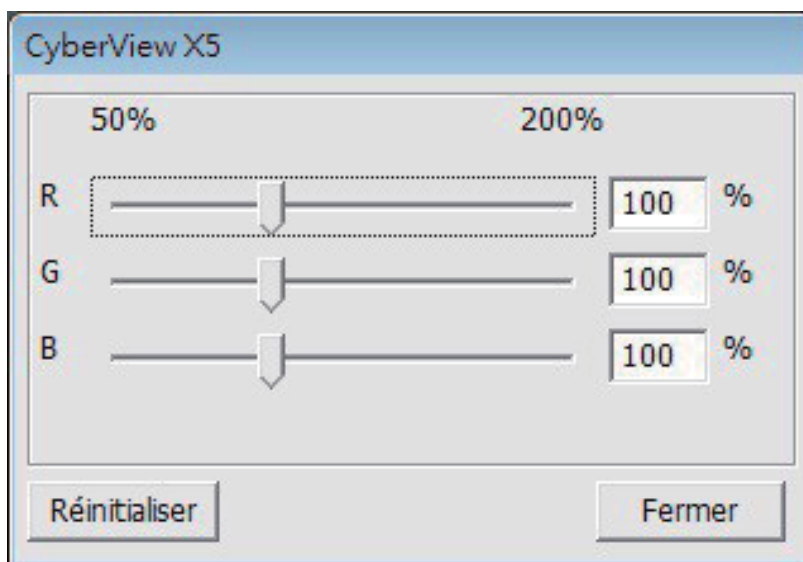 CyberView X5
50% 200%
R 100 %
G 100 %
B 100 %
Réinitialiser Fermer